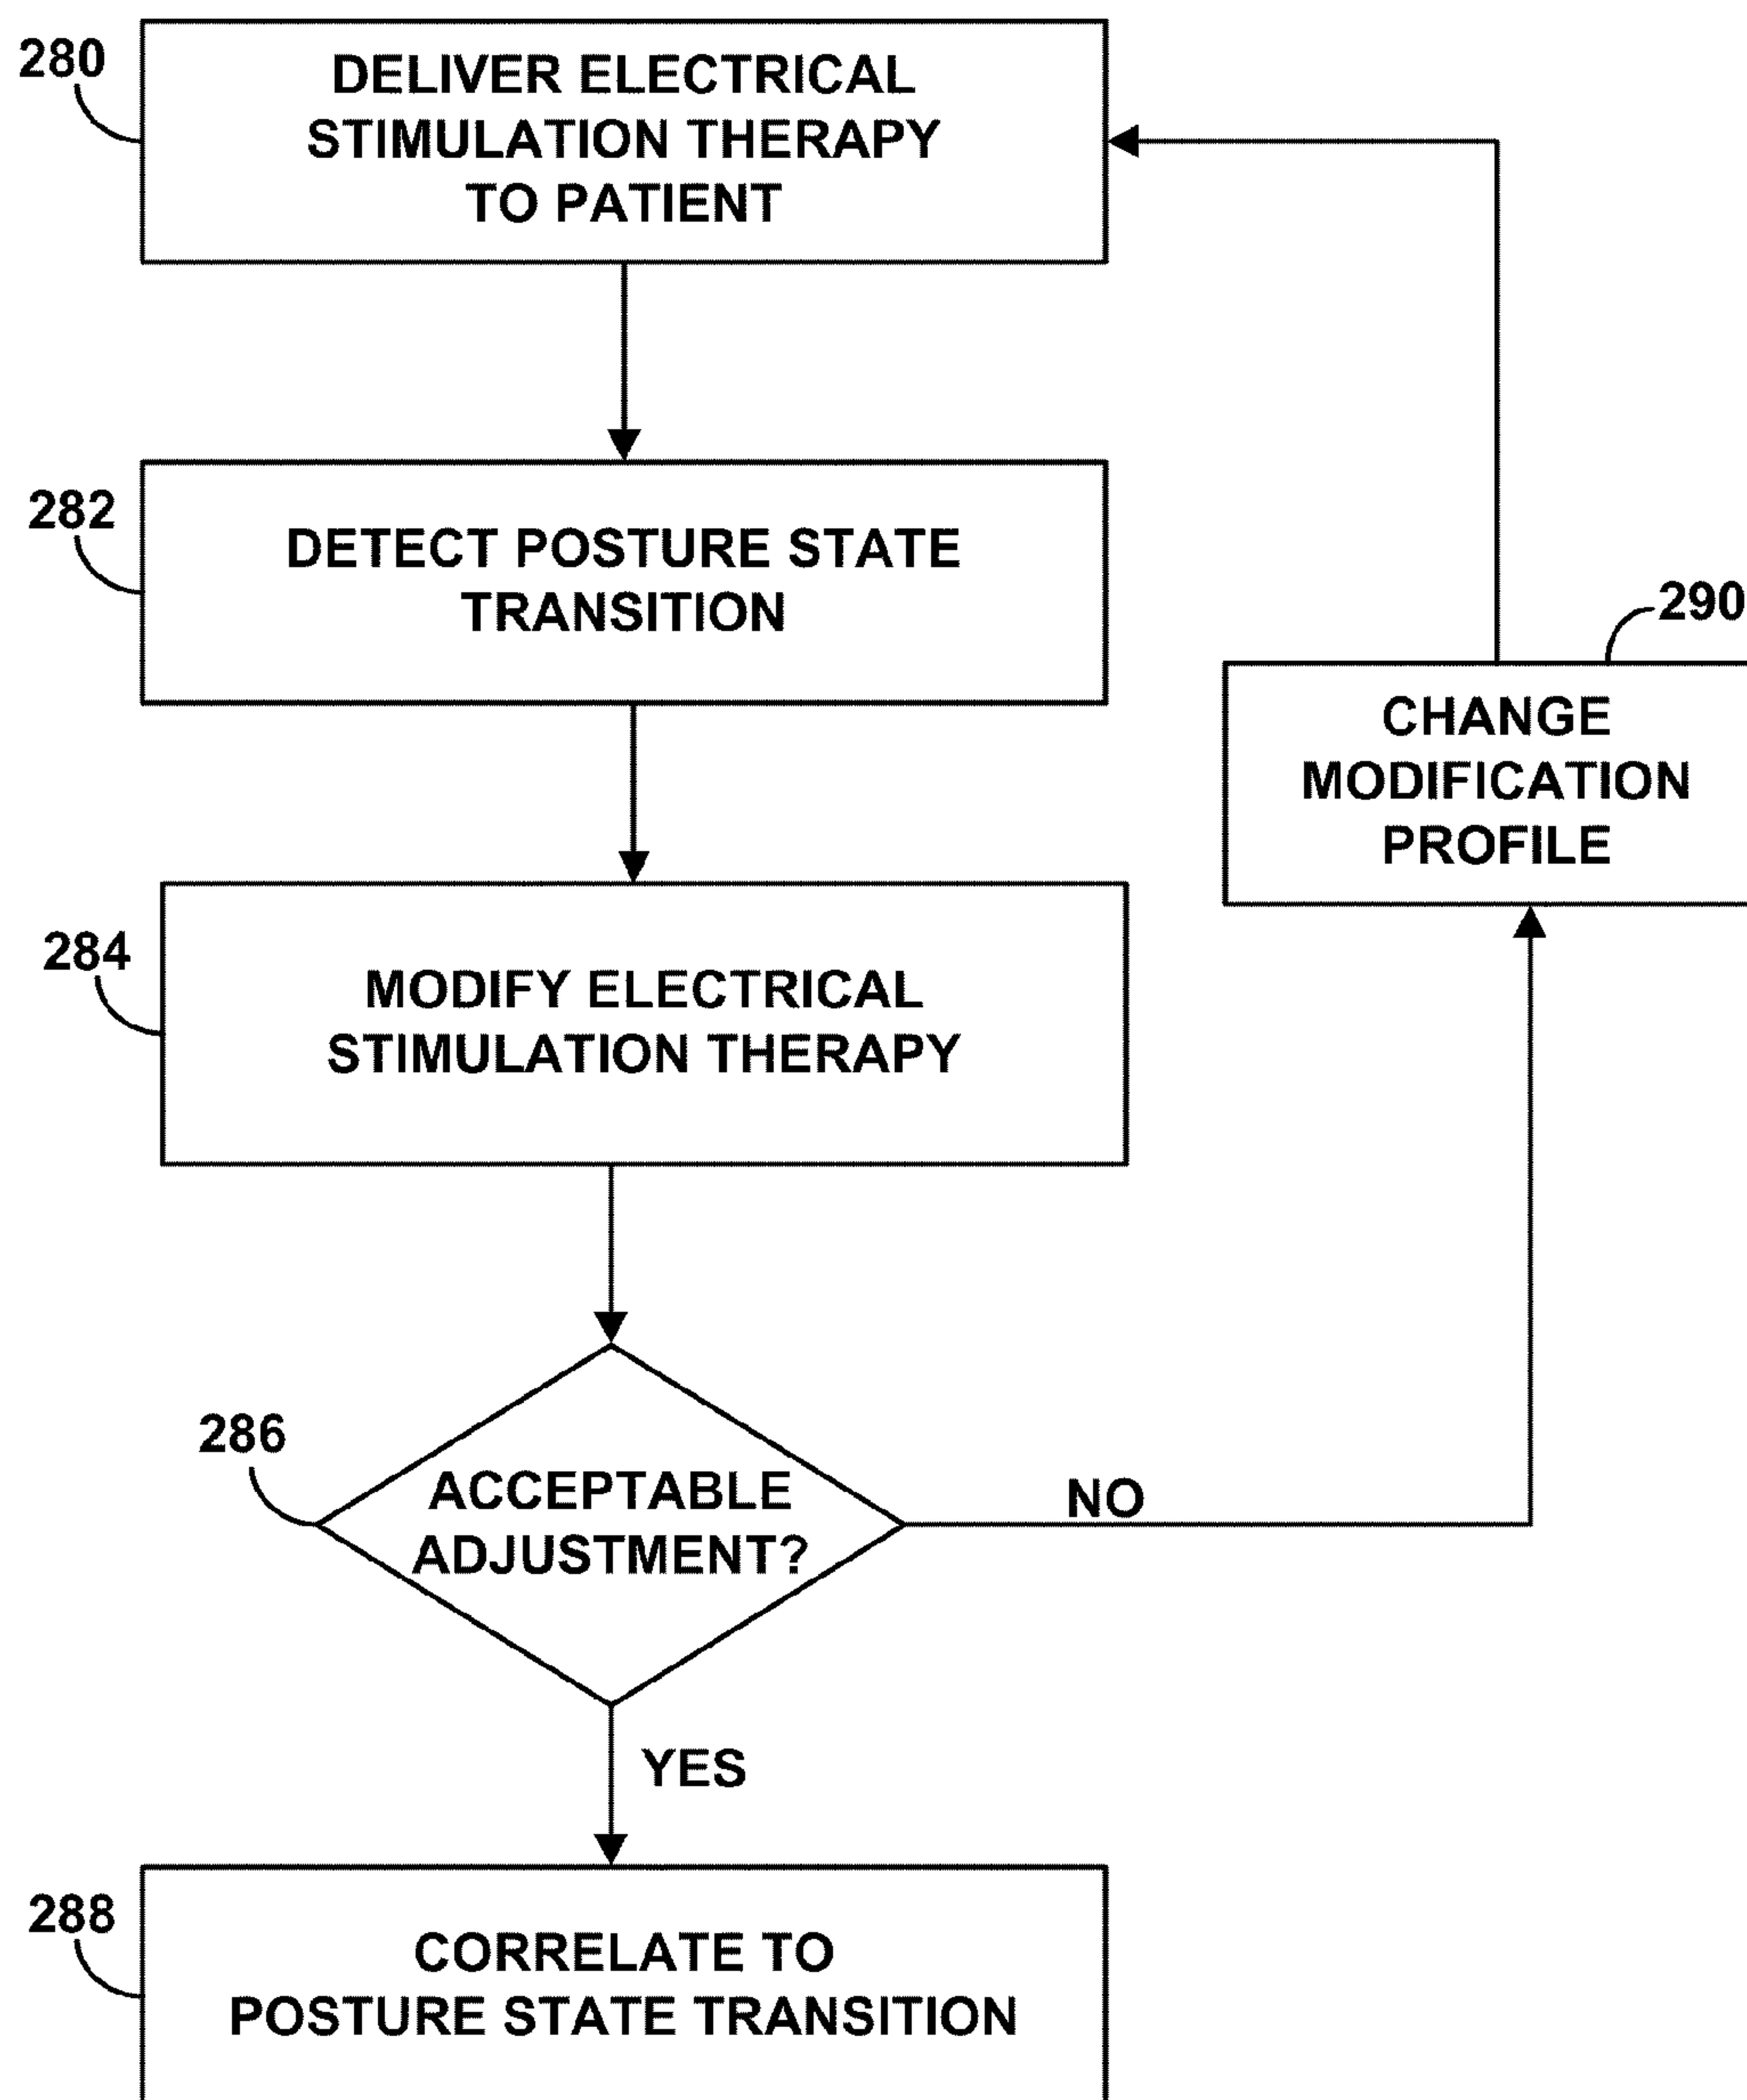 280
DELIVER ELECTRICAL
STIMULATION THERAPY
TO PATIENT
282
DETECT POSTURE STATE
TRANSITION
290
CHANGE
MODIFICATION
PROFILE
284
MODIFY ELECTRICAL
STIMULATION THERAPY
286
ACCEPTABLE
ADJUSTMENT?
NO
YES
288
CORRELATE TO
POSTURE STATE TRANSITION